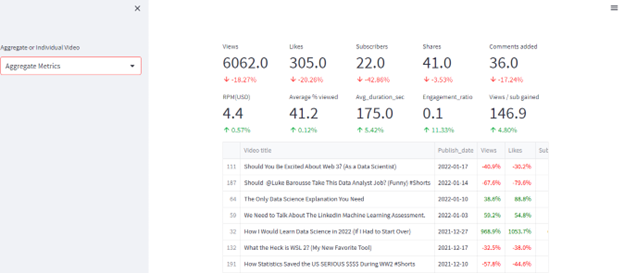 Aggregate or Individual Video
Aggregate Metrics
Views Likes Subscribers Shares Comments added
6062.0 305.0 22.0 41.0 36.0
↓ -18.27% ↓ -20.26% ↓ -42.86% ↓ -3.53% ↓ -17.24%
RPM(USD) Average % viewed Avg_duration_sec Engagement_ratio Views / sub gained
4.4 41.2 175.0 0.1 146.9
↑ 0.57% ↑ 0.12% ↑ 5.42% ↑ 11.33% ↑ 4.80%
Video title Publish_date Views Likes Sut
111 Should You Be Excited About Web 3? (As a Data Scientist) 2022-01-17 -40.9% -30.2%
187 Should @Luke Barousse Take This Data Analyst Job? (Funny) #Shorts 2022-01-14 -67.6% -79.6%
64 The Only Data Science Explanation You Need 2022-01-10 38.6% 88.8%
59 We Need to Talk About The LinkedIn Machine Learning Assessment. 2022-01-03 59.2% 54.8%
32 How I Would Learn Data Science in 2022 (If I Had to Start Over) 2021-12-27 968.9% 1053.7%
132 What the Hack is WSL 2? (My New Favorite Tool) 2021-12-17 -32.5% -38.0%
191 How Statistics Saved the US SERIOUS $$$$ During WW2 #Shorts 2021-12-10 -57.8% -44.6%